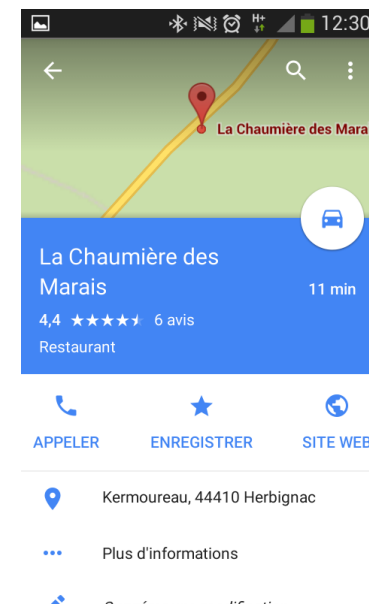 H+ 12:30
La Chaumière des Mara
La Chaumière des
Marais
11 min
4,4 ★★★★★ 6 avis
Restaurant
APPELER ENREGISTRER SITE WEB
Kermoureau, 44410 Herbignac
Plus d'informations